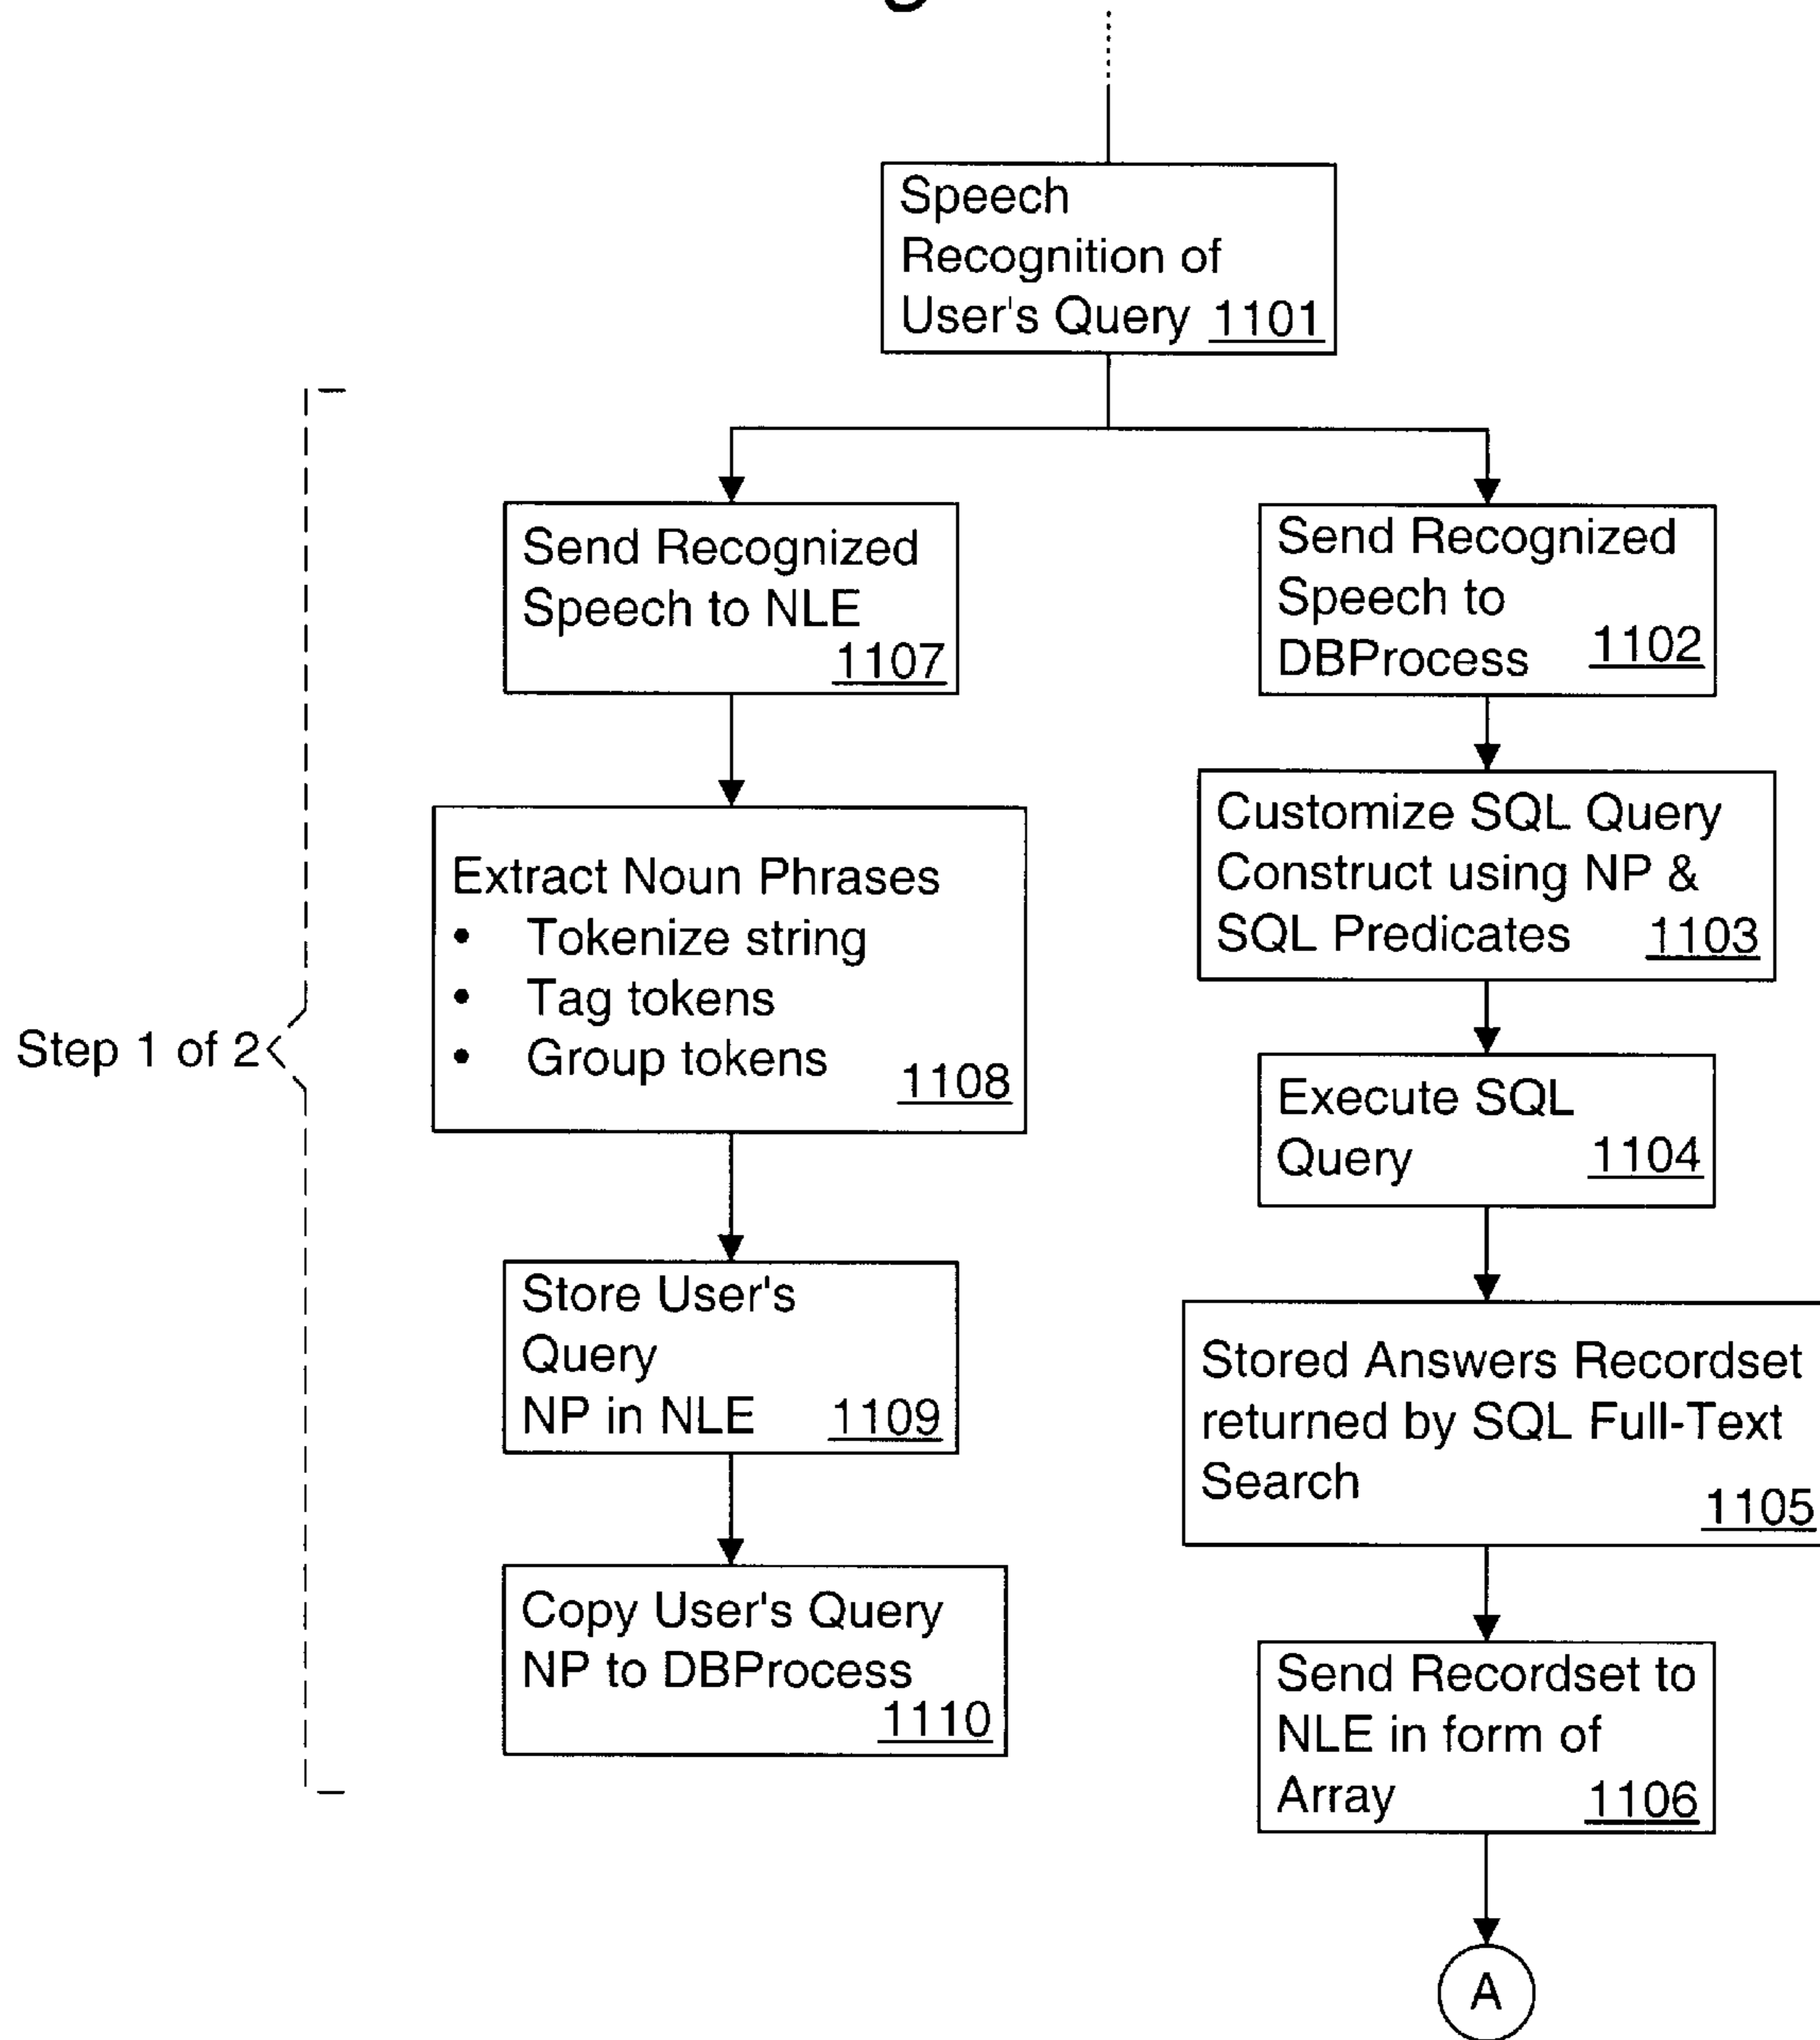 Speech
Recognition of
User's Query 1101
Send Recognized
Speech to NLE
1107
Send Recognized
Speech to
DBProcess 1102
Extract Noun Phrases
• Tokenize string
• Tag tokens
• Group tokens
1108
Customize SQL Query
Construct using NP &
SQL Predicates 1103
Step 1 of 2
Execute SQL
Query 1104
Store User's
Query
NP in NLE 1109
Stored Answers Recordset
returned by SQL Full-Text
Search
1105
Copy User's Query
NP to DBProcess
1110
Send Recordset to
NLE in form of
Array 1106
A